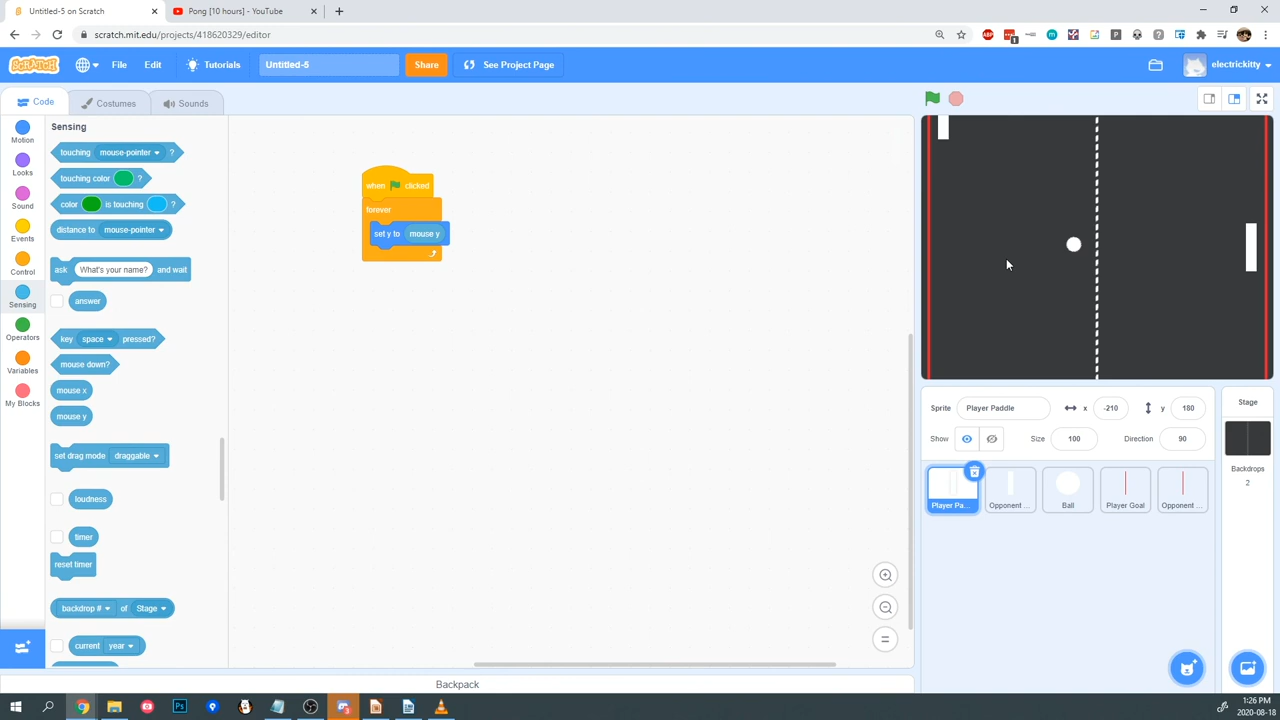 Untitled-5 on Scratch
Pong [10 hours] - YouTube
scratch.mit.edu/projects/418620329/editor
1
SCRATCH
File
Edit
Tutorials
Untitled-5
Share
See Project Page
electrickitty
Code
Costumes
Sounds
Motion
Looks
Sound
Events
Control
Sensing
Operators
Variables
My Blocks
Sensing
touching mouse-pointer ?
touching color ?
color is touching ?
distance to mouse-pointer
ask What's your name? and wait
answer
key space pressed?
mouse down?
mouse x
mouse y
set drag mode draggable
loudness
timer
reset timer
backdrop # of Stage
current year
when clicked
forever
set y to mouse y
Backpack
Sprite Player Paddle x -210 y 180
Show Size 100 Direction 90
Player Pa...
Opponent ...
Ball
Player Goal
Opponent ...
Stage
Backdrops
2
1:26 PM
2020-08-18